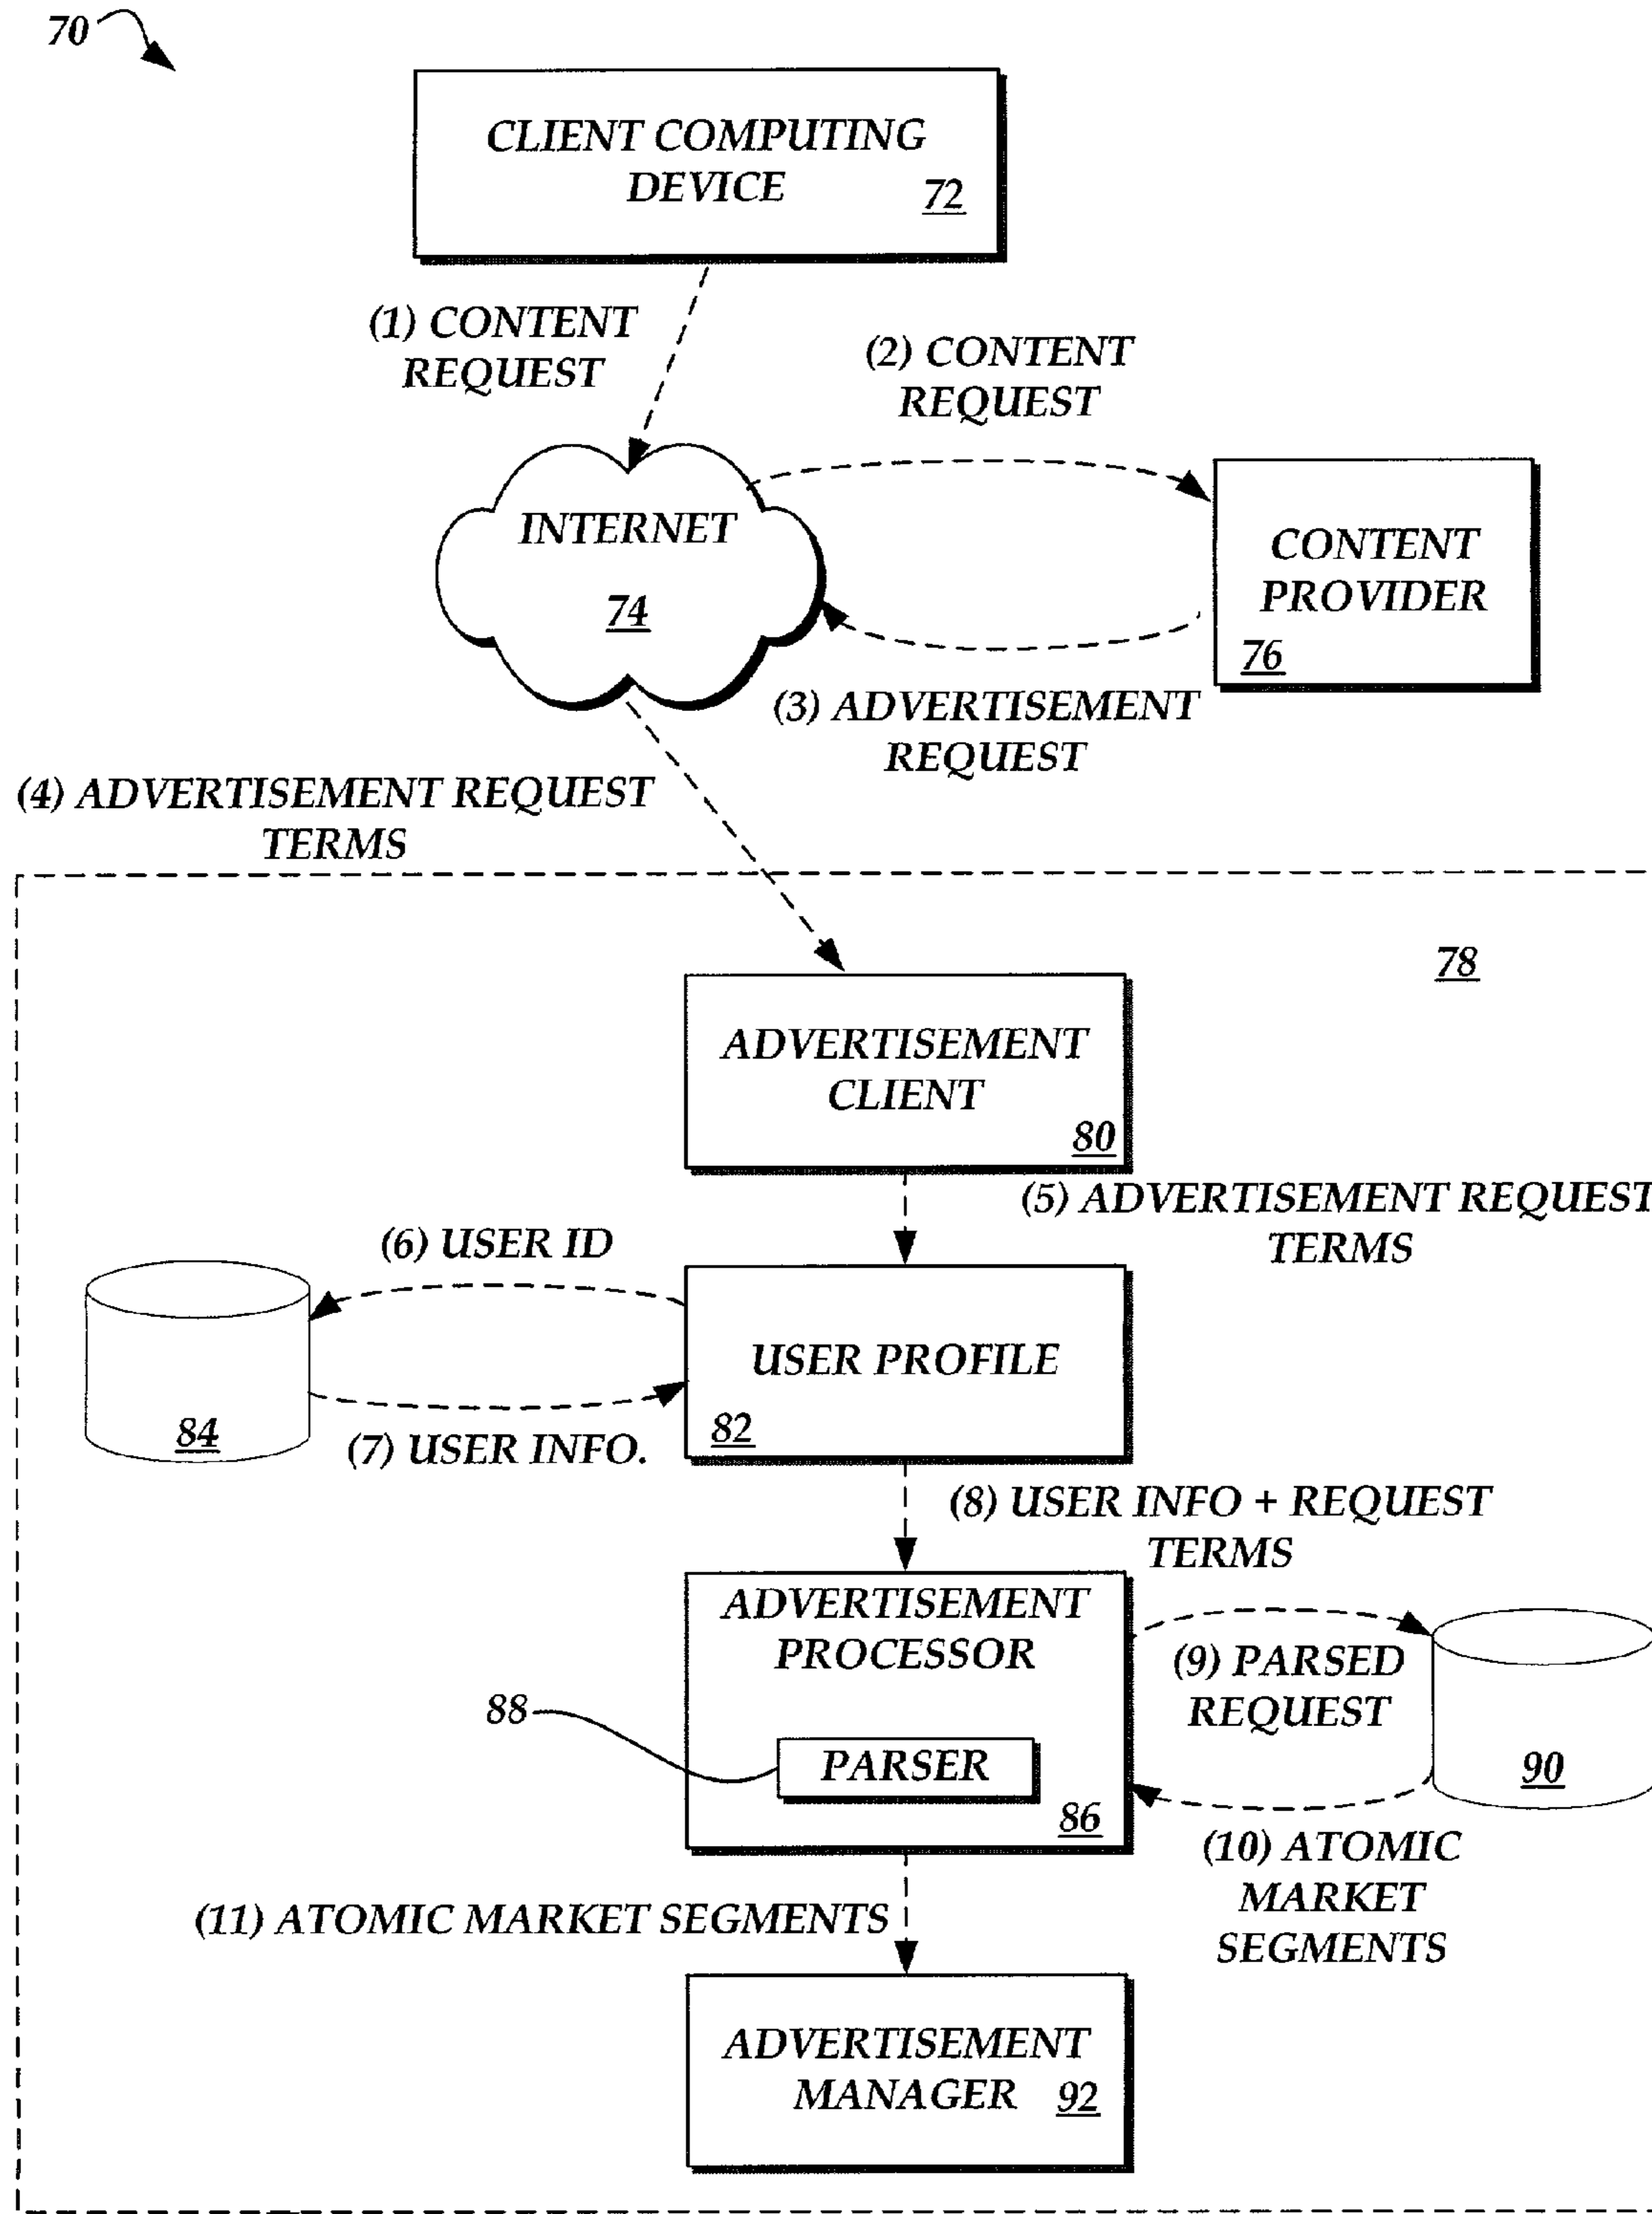 70
CLIENT COMPUTING
DEVICE
72
(1) CONTENT
REQUEST
(2) CONTENT
REQUEST
INTERNET
74
CONTENT
PROVIDER
76
(3) ADVERTISEMENT
REQUEST
(4) ADVERTISEMENT REQUEST
TERMS
78
ADVERTISEMENT
CLIENT
80
(5) ADVERTISEMENT REQUEST
TERMS
(6) USER ID
USER PROFILE
82
84
(7) USER INFO.
(8) USER INFO + REQUEST
TERMS
ADVERTISEMENT
PROCESSOR
88
PARSER
86
(9) PARSED
REQUEST
90
(10) ATOMIC
MARKET
SEGMENTS
(11) ATOMIC MARKET SEGMENTS
ADVERTISEMENT
MANAGER
92